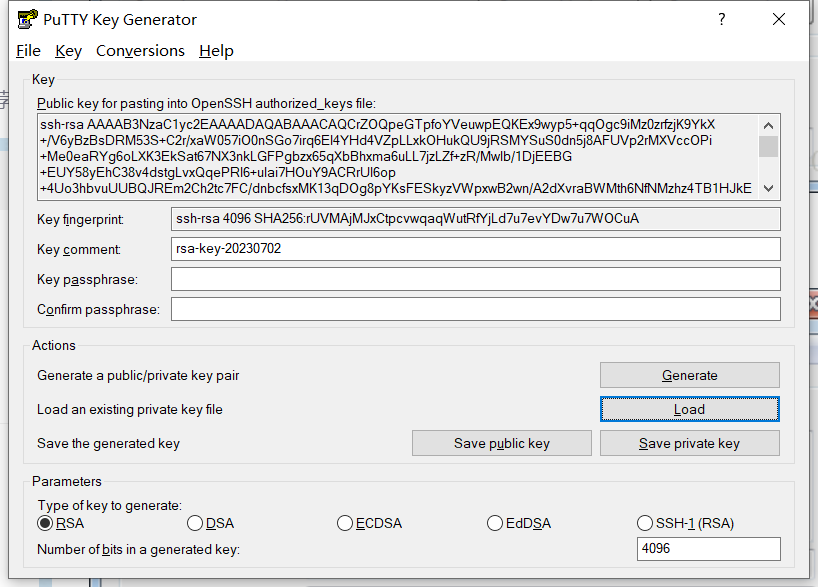 PuTTY Key Generator
?
File Key Conversions Help
Key
Public key for pasting into OpenSSH authorized_keys file:
ssh-rsa AAAAB3NzaC1yc2EAAAADAQABAAACAQCrZOQpeGTpfoYVeuwpEQKEx9wyp5+qqOgc9iMz0zrfzjK9YkX
+/V6yBzBsDRM53S+C2r/xaW057iO0nSGo7irq6EI4YHd4VZpLLxkOHukQU9jRSMYSuS0dn5j8AFUVp2rMXVccOPi
+Me0eaRYg6oLXK3EkSat67NX3nkLGFPgbzx65qXbBhxma6uLL7jzLZf+zR/Mwlb/1DjEEBG
+EUY58yEhC38v4dstgLvxQqePRI6+ulai7HOuY9ACRrUI6op
+4Uo3hbvuUUBQJREm2Ch2tc7FC/dnbcfsxMK13qDOg8pYKsFESkyzVWpxwB2wn/A2dXvraBWMth6NfNMzhz4TB1HJkE
Key fingerprint:
ssh-rsa 4096 SHA256:rUVMAjMJxCtpcvwqaqWutRfYjLd7u7evYDw7u7WOCuA
Key comment:
rsa-key-20230702
Key passphrase:
Confirm passphrase:
Actions
Generate a public/private key pair
Generate
Load an existing private key file
Load
Save the generated key
Save public key
Save private key
Parameters
Type of key to generate:
RSA DSA ECDSA EdDSA SSH-1 (RSA)
Number of bits in a generated key:
4096